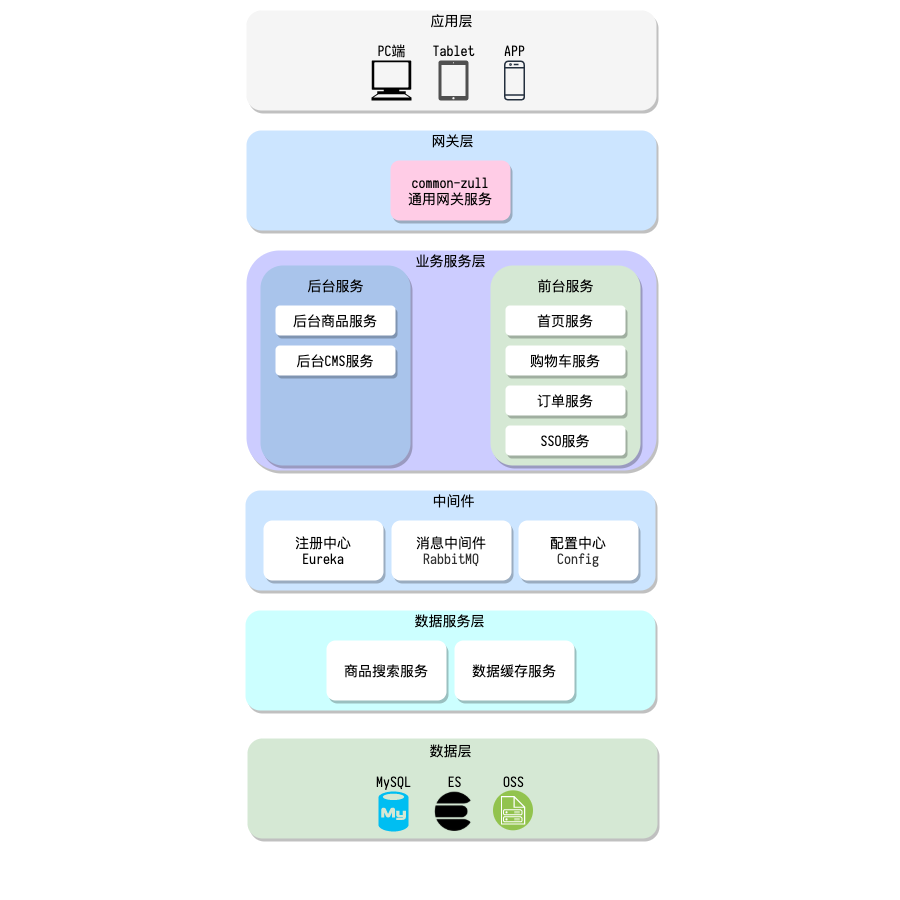 应用层
PC端
Tablet
APP
网关层
common-zull
通用网关服务
业务服务层
后台服务
后台商品服务
后台CMS服务
前台服务
首页服务
购物车服务
订单服务
SSO服务
中间件
注册中心
Eureka
消息中间件
RabbitMQ
配置中心
Config
数据服务层
商品搜索服务
数据缓存服务
数据层
MySQL
ES
OSS
My